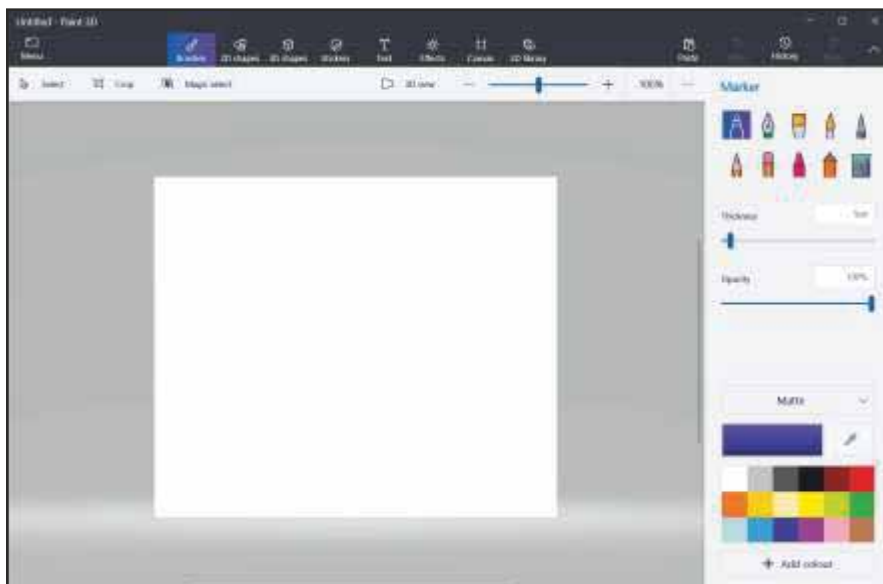 Untitled - Paint 3D
Menu
Brushes 2D shapes 3D shapes Stickers Text Effects Canvas 3D library Paste History
Select Crop Magic select 3D view 100%
Marker
Thickness 5px
Opacity 100%
Matte
Add colour